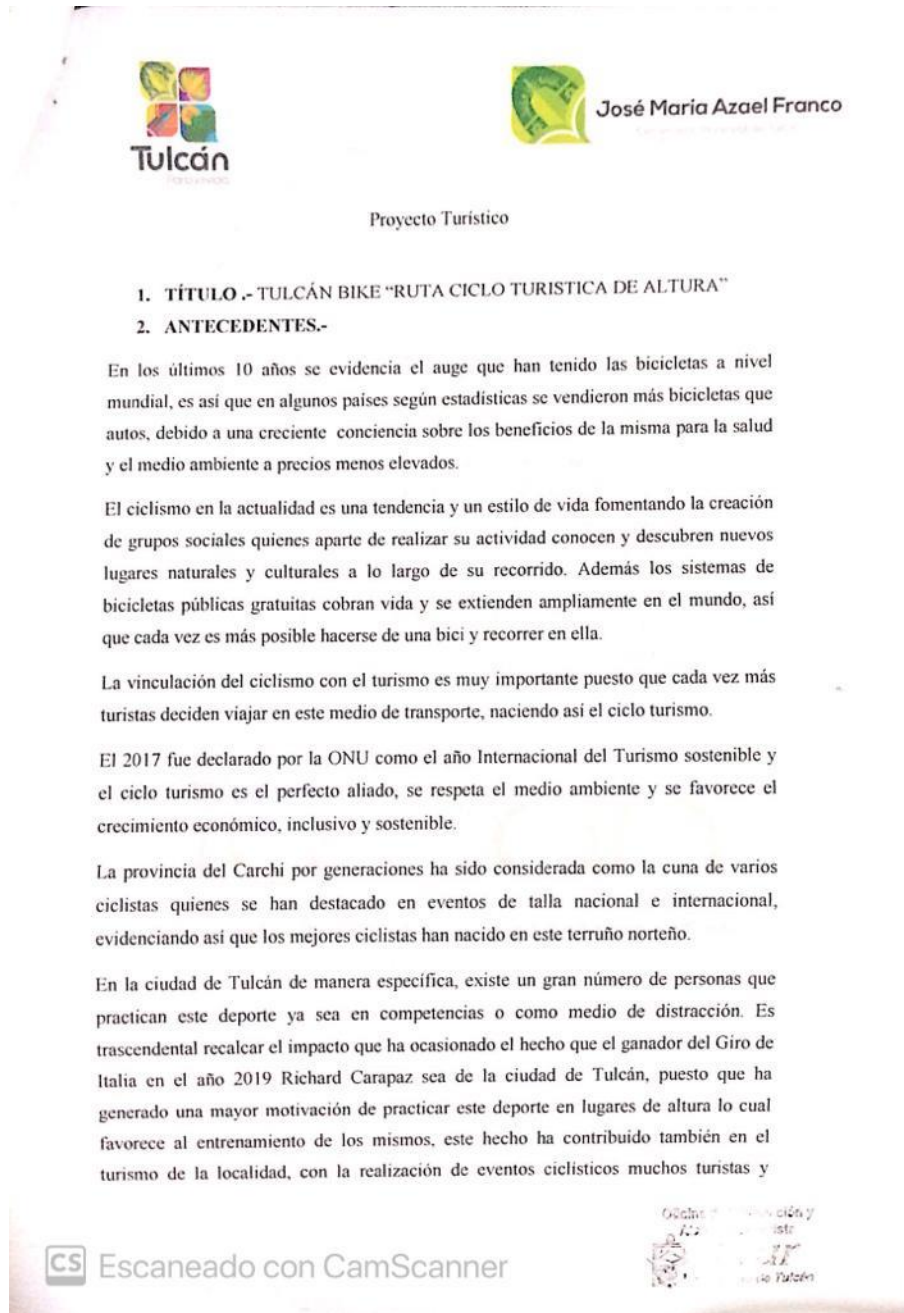 Tulcán
José María Azael Franco
Proyecto Turístico
1. TÍTULO .- TULCÁN BIKE “RUTA CICLO TURISTICA DE ALTURA”
2. ANTECEDENTES.-
En los últimos 10 años se evidencia el auge que han tenido las bicicletas a nivel
mundial, es así que en algunos países según estadísticas se vendieron más bicicletas que
autos, debido a una creciente conciencia sobre los beneficios de la misma para la salud
y el medio ambiente a precios menos elevados.
El ciclismo en la actualidad es una tendencia y un estilo de vida fomentando la creación
de grupos sociales quienes aparte de realizar su actividad conocen y descubren nuevos
lugares naturales y culturales a lo largo de su recorrido. Además los sistemas de
bicicletas públicas gratuitas cobran vida y se extienden ampliamente en el mundo, así
que cada vez es más posible hacerse de una bici y recorrer en ella.
La vinculación del ciclismo con el turismo es muy importante puesto que cada vez más
turistas deciden viajar en este medio de transporte, naciendo así el ciclo turismo.
El 2017 fue declarado por la ONU como el año Internacional del Turismo sostenible y
el ciclo turismo es el perfecto aliado, se respeta el medio ambiente y se favorece el
crecimiento económico, inclusivo y sostenible.
La provincia del Carchi por generaciones ha sido considerada como la cuna de varios
ciclistas quienes se han destacado en eventos de talla nacional e internacional,
evidenciando así que los mejores ciclistas han nacido en este terruño norteño.
En la ciudad de Tulcán de manera específica, existe un gran número de personas que
practican este deporte ya sea en competencias o como medio de distracción. Es
trascendental recalcar el impacto que ha ocasionado el hecho que el ganador del Giro de
Italia en el año 2019 Richard Carapaz sea de la ciudad de Tulcán, puesto que ha
generado una mayor motivación de practicar este deporte en lugares de altura lo cual
favorece al entrenamiento de los mismos, este hecho ha contribuido también en el
turismo de la localidad, con la realización de eventos ciclísticos muchos turistas y
CS Escaneado con CamScanner